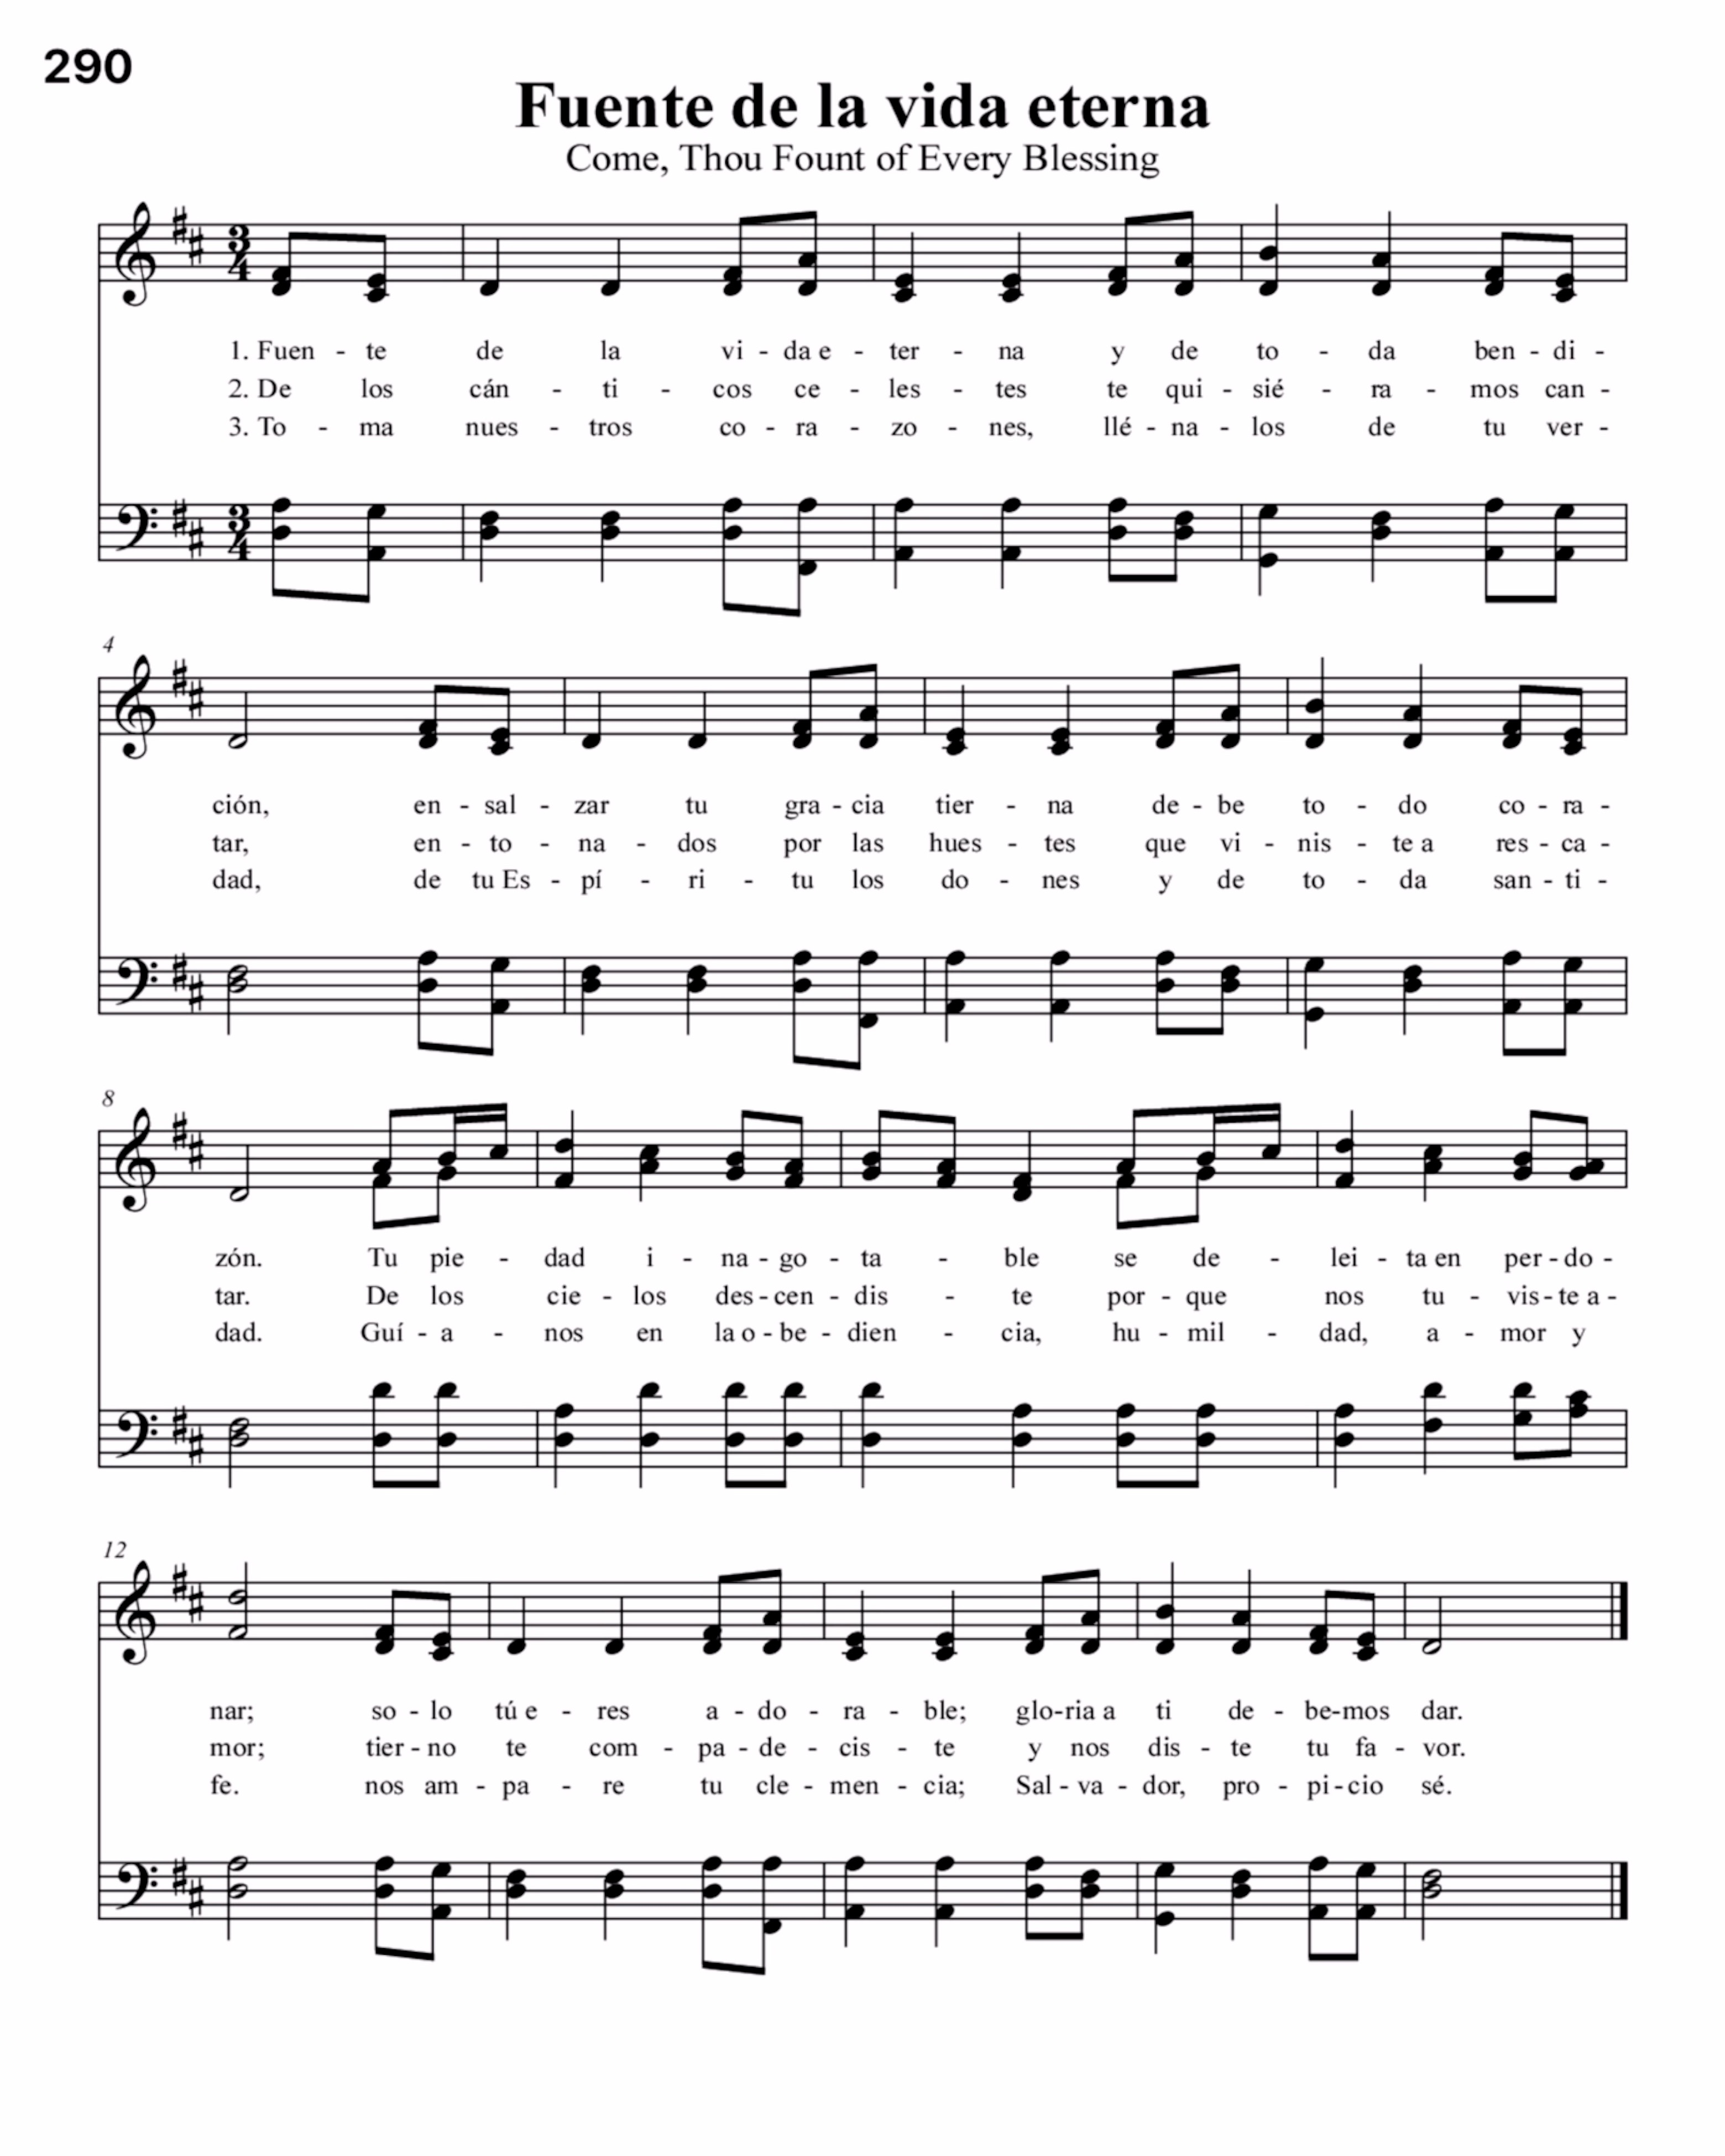 290
Fuente de la vida eterna
Come, Thou Fount of Every Blessing
3
4
1. Fuen - te de la vi - da e - ter - na y de to - da ben - di -
2. De los cán - ti - cos ce - les - tes te qui - sié - ra - mos can -
3. To - ma nues - tros co - ra - zo - nes, llé - na - los de tu ver -
3
4
4
ción, en - sal - zar tu gra - cia tier - na de - be to - do co - ra -
tar, en - to - na - dos por las hues - tes que vi - nis - te a res - ca -
dad, de tu Es - pí - ri - tu los do - nes y de to - da san - ti -
8
zón. Tu pie - dad i - na - go - ta - ble se de - lei - ta en per - do -
tar. De los cie - los des - cen - dis - te por - que nos tu - vis - te a -
dad. Guí - a - nos en la o - be - dien - cia, hu - mil - dad, a - mor y
12
nar; so - lo tú e - res a - do - ra - ble; glo - ria a ti de - be - mos dar.
mor; tier - no te com - pa - de - cis - te y nos dis - te tu fa - vor.
fe. nos am - pa - re tu cle - men - cia; Sal - va - dor, pro - pi - cio sé.